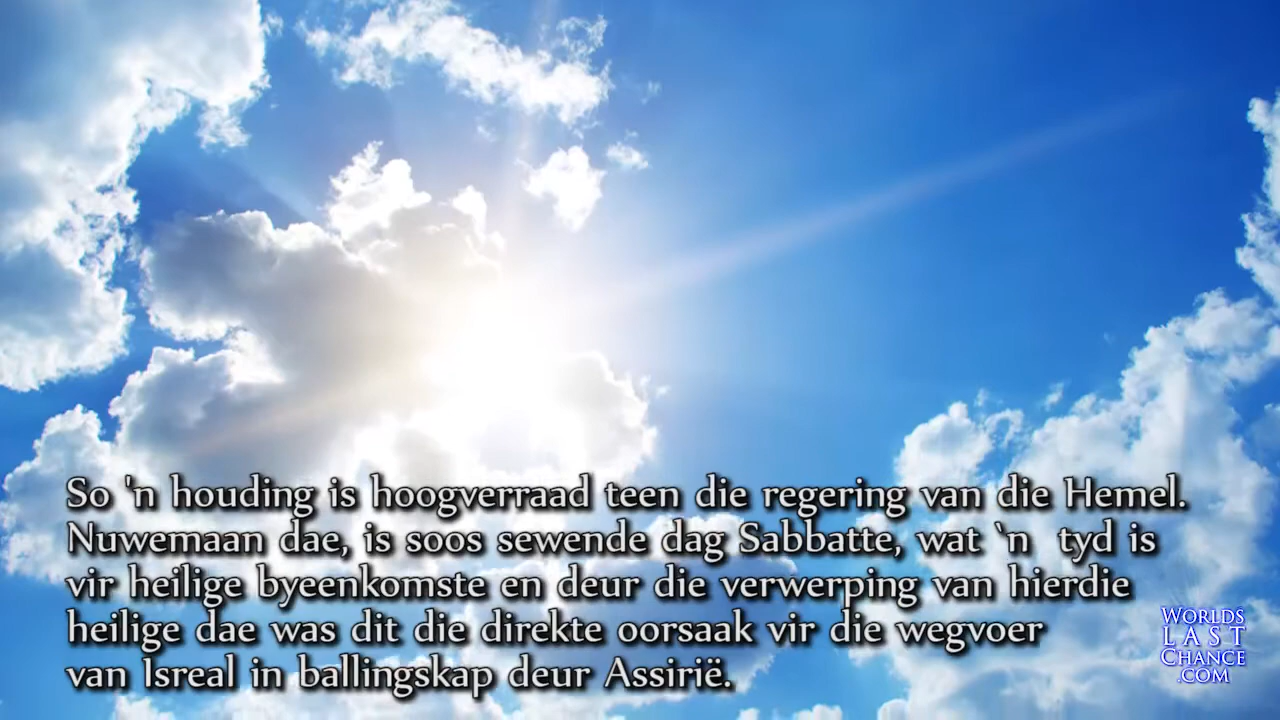 So 'n houding is hoogverraad teen die regering van die Hemel.
Nuwemaan dae, is soos sewende dag Sabbatte, wat `n tyd is
vir heilige byeenkomste en deur die verwerping van hierdie
heilige dae was dit die direkte oorsaak vir die wegvoer
van Isreal in ballingskap deur Assirië.
WORLDS
LAST
CHANCE
.COM